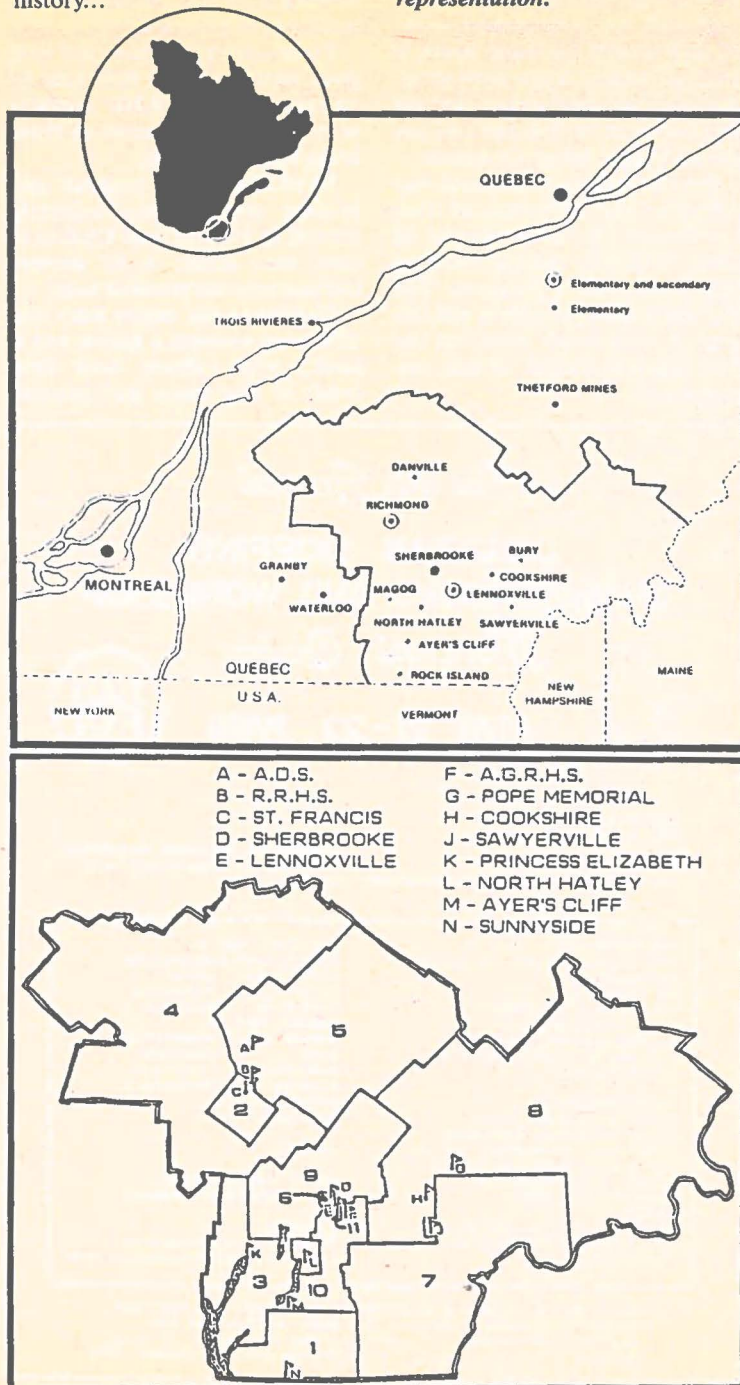 history...
representation.
QUEBEC
Elementary and secondary
Elementary
TROIS RIVIERES
THETFORD MINES
DANVILLE
RICHMOND
SHERBROOKE
BURY
COOKSHIRE
GRANBY
MAGOG
LENNOXVILLE
MONTREAL
WATERLOO
NORTH HATLEY
SAWYERVILLE
AYER'S CLIFF
QUEBEC
ROCK ISLAND
U S A.
NEW YORK
VERMONT
NEW
HAMPSHIRE
MAINE
A - A.D.S.
B - R.R.H.S.
C - ST. FRANCIS
D - SHERBROOKE
E - LENNOXVILLE
F - A.G.R.H.S.
G - POPE MEMORIAL
H - COOKSHIRE
J - SAWYERVILLE
K - PRINCESS ELIZABETH
L - NORTH HATLEY
M - AYER'S CLIFF
N - SUNNYSIDE
4
5
A
B
C
2
8
9
G
D
6
H
E
F
11
J
K
L
3
10
7
M
1
N